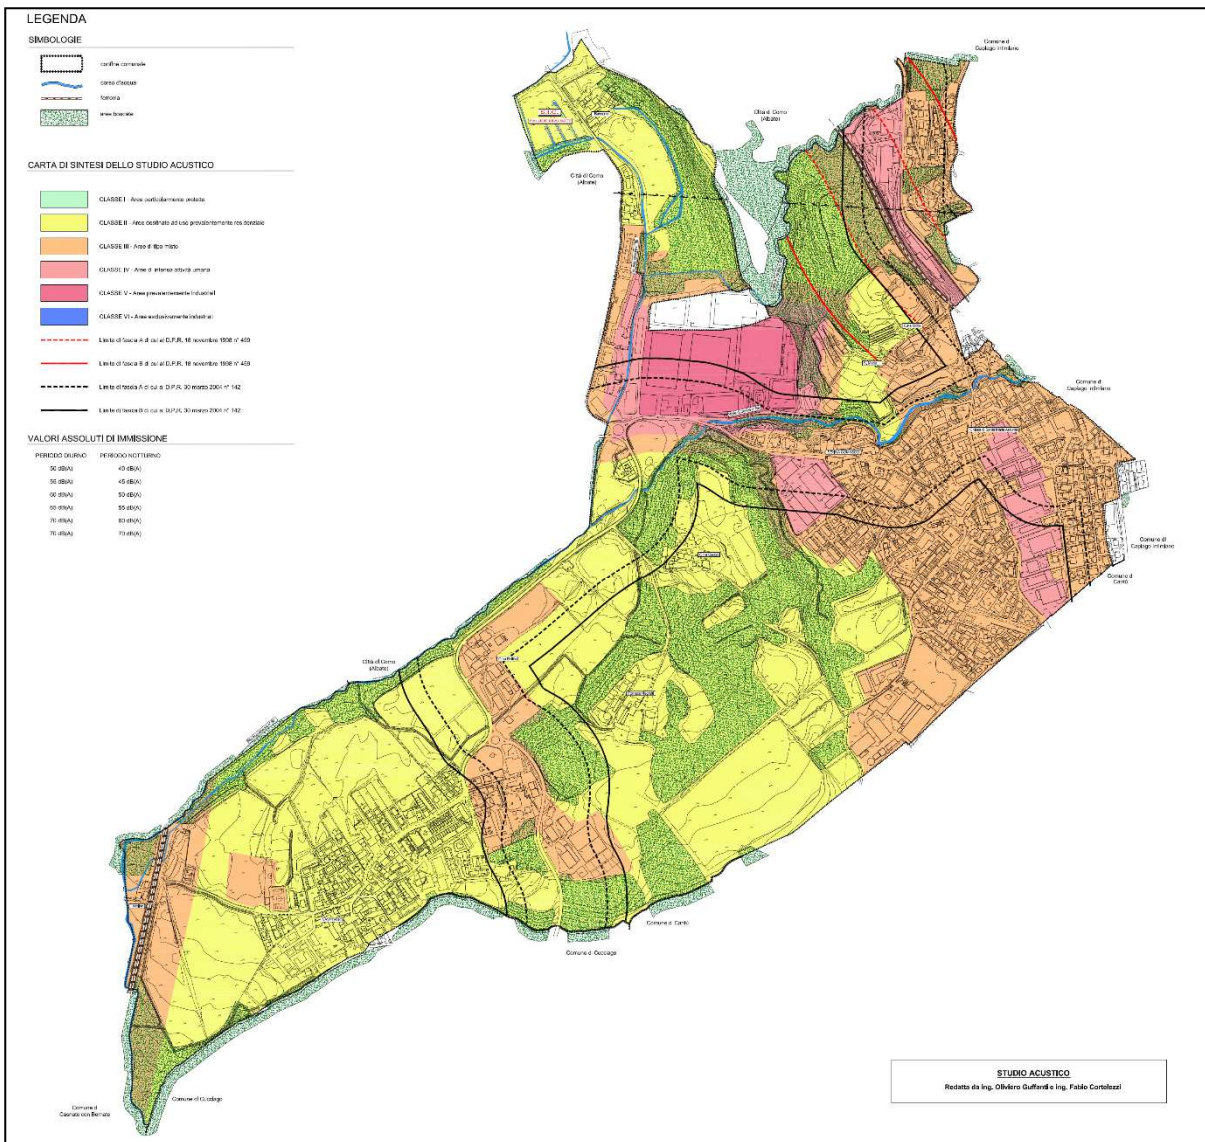 LEGENDA
SIMBOLOGIE
confine comunale
corso d'acqua
ferrovia
aree boscate
CARTA DI SINTESI DELLO STUDIO ACUSTICO
CLASSE I - Aree particolarmente protette
CLASSE II - Aree destinate ad uso prevalentemente residenziale
CLASSE III - Aree di tipo misto
CLASSE IV - Aree di intensa attività umana
CLASSE V - Aree prevalentemente industriali
CLASSE VI - Area esclusivamente industriali
Limite di fascia A di cui al D.P.R. 18 novembre 1998 n° 459
Limite di fascia B di cui al D.P.R. 18 novembre 1998 n° 459
Limite di fascia A di cui al D.P.R. 30 marzo 2004 n° 142
Limite di fascia B di cui al D.P.R. 30 marzo 2004 n° 142
VALORI ASSOLUTI DI IMMISSIONE
PERIODO DIURNO PERIODO NOTTURNO
50 dB(A) 40 dB(A)
55 dB(A) 45 dB(A)
60 dB(A) 50 dB(A)
65 dB(A) 55 dB(A)
70 dB(A) 60 dB(A)
70 dB(A) 70 dB(A)
Comune di
Capiago Intimiano
Città di Como
(Albate)
Città di Como
(Albate)
Comune di
Capiago Intimiano
Comune di
Capiago Intimiano
Comune di
Cantù
Città di Como
(Albate)
Comune di Cantù
Comune di Cucciago
Comune di Cucciago
Comune di
Casnate con Bernate
STUDIO ACUSTICO
Redatta da ing. Oliviero Guffanti e ing. Fabio Cortelezzi